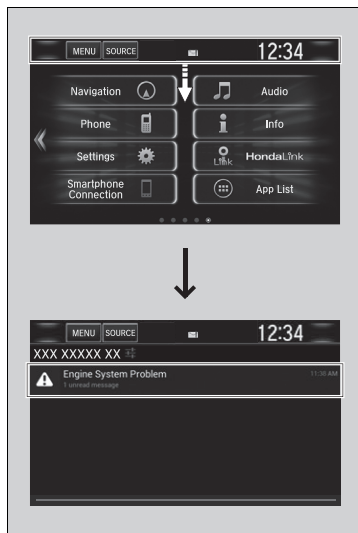 MENU SOURCE 12:34
Navigation Audio
Phone Info
Settings Link HondaLink
Smartphone
Connection App List
MENU SOURCE 12:34
XXX XXXXX XX
Engine System Problem 11:30 AM
1 unread message